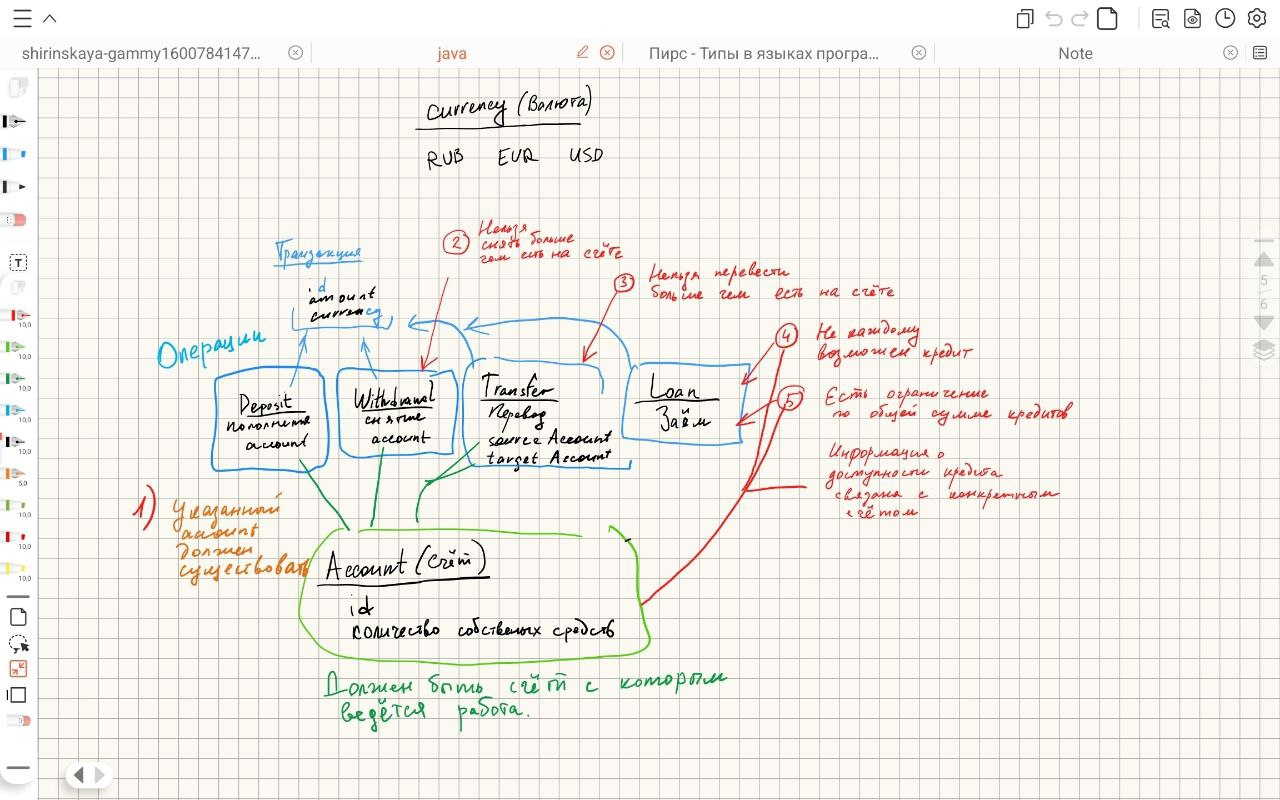 shirinskaya-gammy1600784147...
java
Пирс - Типы в языках програ...
Note
Currency (Валюта)
RUB EUR USD
Транзакция
id
amount
currency
Операции
2
Нельзя
снять больше
чем есть на счёте
3
Нельзя перевести
больше чем есть на счёте
4
Не каждому
возможен кредит
5
Есть ограничение
по общей сумме кредитов
Информация о
доступности кредита
связана с конкретным
счётом
Deposit
пополнение
account
Withdrawal
снятие
account
Transfer
Перевод
source Account
target Account
Loan
Займ
1)
Указанный
account
должен
существовать
Account (Счёт)
id
количество собственых средств
Должен быть счёт с которым
ведётся работа.
5
6
T
10,0
10,0
10,0
10,0
10,0
5,0
10,0
10,0
10,0